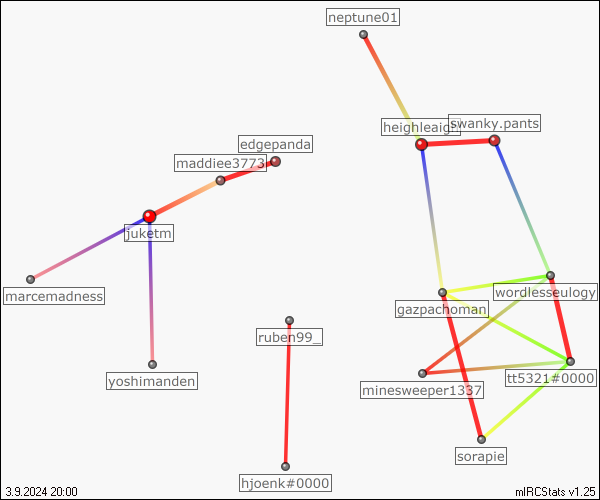 neptune01
swanky.pants
edgepanda
maddiee3773
juketm
marcemadness
wordlesseulogy
gazpachoman
ruben99_
yoshimanden
tt5321#0000
minesweeper1337
sorapie
hjoenk#0000
3.9.2024 20:00
mIRCStats v1.25